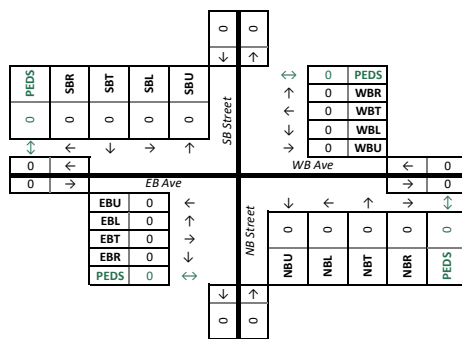 0 0
↓ ↑
PEDS SBR SBT SBL SBU
0 0 0 0 0
↕ ← ↓ → ↑
SB Street
↔ 0 PEDS
↑ 0 WBR
← 0 WBT
↓ 0 WBL
→ 0 WBU
0 ←
0 →
WB Ave
← 0
→ 0
EB Ave
EBU 0 ←
EBL 0 ↑
EBT 0 →
EBR 0 ↓
PEDS 0 ↔
NB Street
↓ ← ↑ → ↕
0 0 0 0 0
NBU NBL NBT NBR PEDS
↓ ↑
0 0